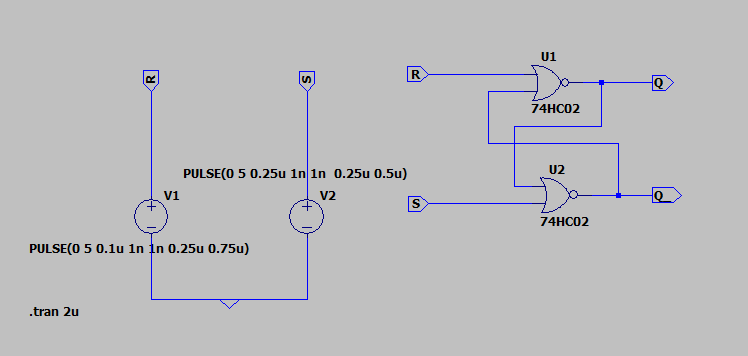 R
S
PULSE(0 5 0.25u 1n 1n  0.25u 0.5u)
V1
V2
PULSE(0 5 0.1u 1n 1n 0.25u 0.75u)
.tran 2u
U1
R
Q
74HC02
U2
S
Q_
74HC02